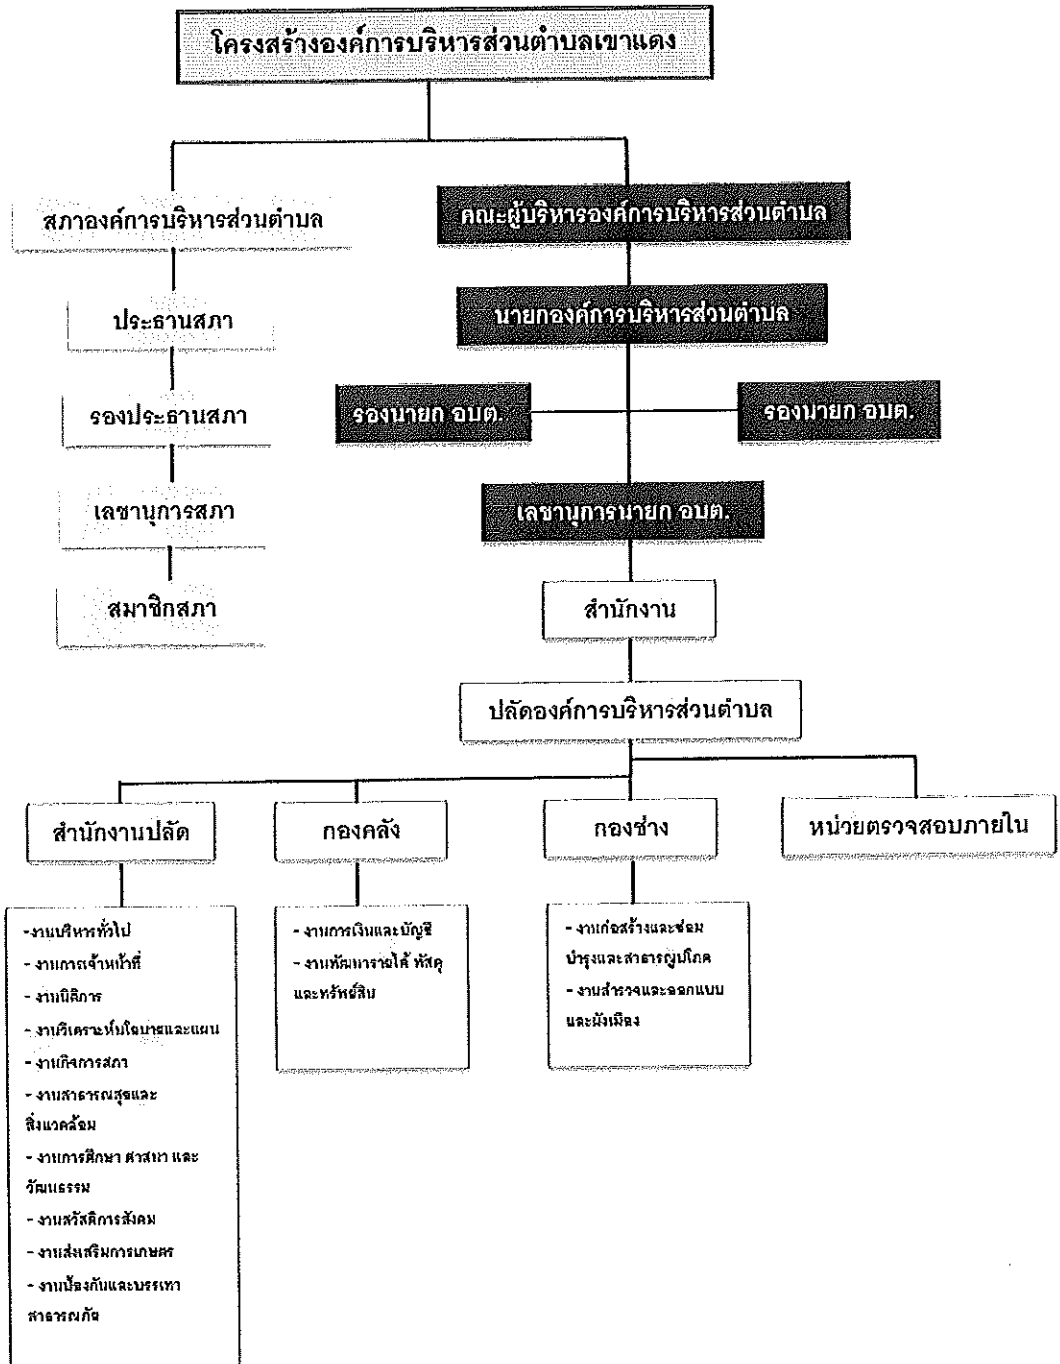 โครงสร้างองค์การบริหารส่วนตำบลเขาแดง
สภาองค์การบริหารส่วนตำบล
คณะผู้บริหารองค์การบริหารส่วนตำบล
ประธานสภา
นายกองค์การบริหารส่วนตำบล
รองประธานสภา
รองนายก อบต.
รองนายก อบต.
เลขานุการสภา
เลขานุการนายก อบต.
สมาชิกสภา
สำนักงาน
ปลัดองค์การบริหารส่วนตำบล
สำนักงานปลัด
กองคลัง
กองช่าง
หน่วยตรวจสอบภายใน
-งานบริหารทั่วไป
- งานการเจ้าหน้าที่
- งานนิติการ
- งานวิเคราะห์นโยบายและแผน
- งานกิจการสภา
- งานสาธารณสุขและ
สิ่งแวดล้อม
- งานการศึกษา ศาสนา และ
วัฒนธรรม
- งานสวัสดิการสังคม
- งานส่งเสริมการเกษตร
- งานป้องกันและบรรเทา
สาธารณภัย
- งานการเงินและบัญชี
- งานพัฒนารายได้ พัสดุ
และทรัพย์สิน
- งานก่อสร้างและซ่อม
บำรุงและสาธารณูปโภค
- งานสำรวจและออกแบบ
และผังเมือง